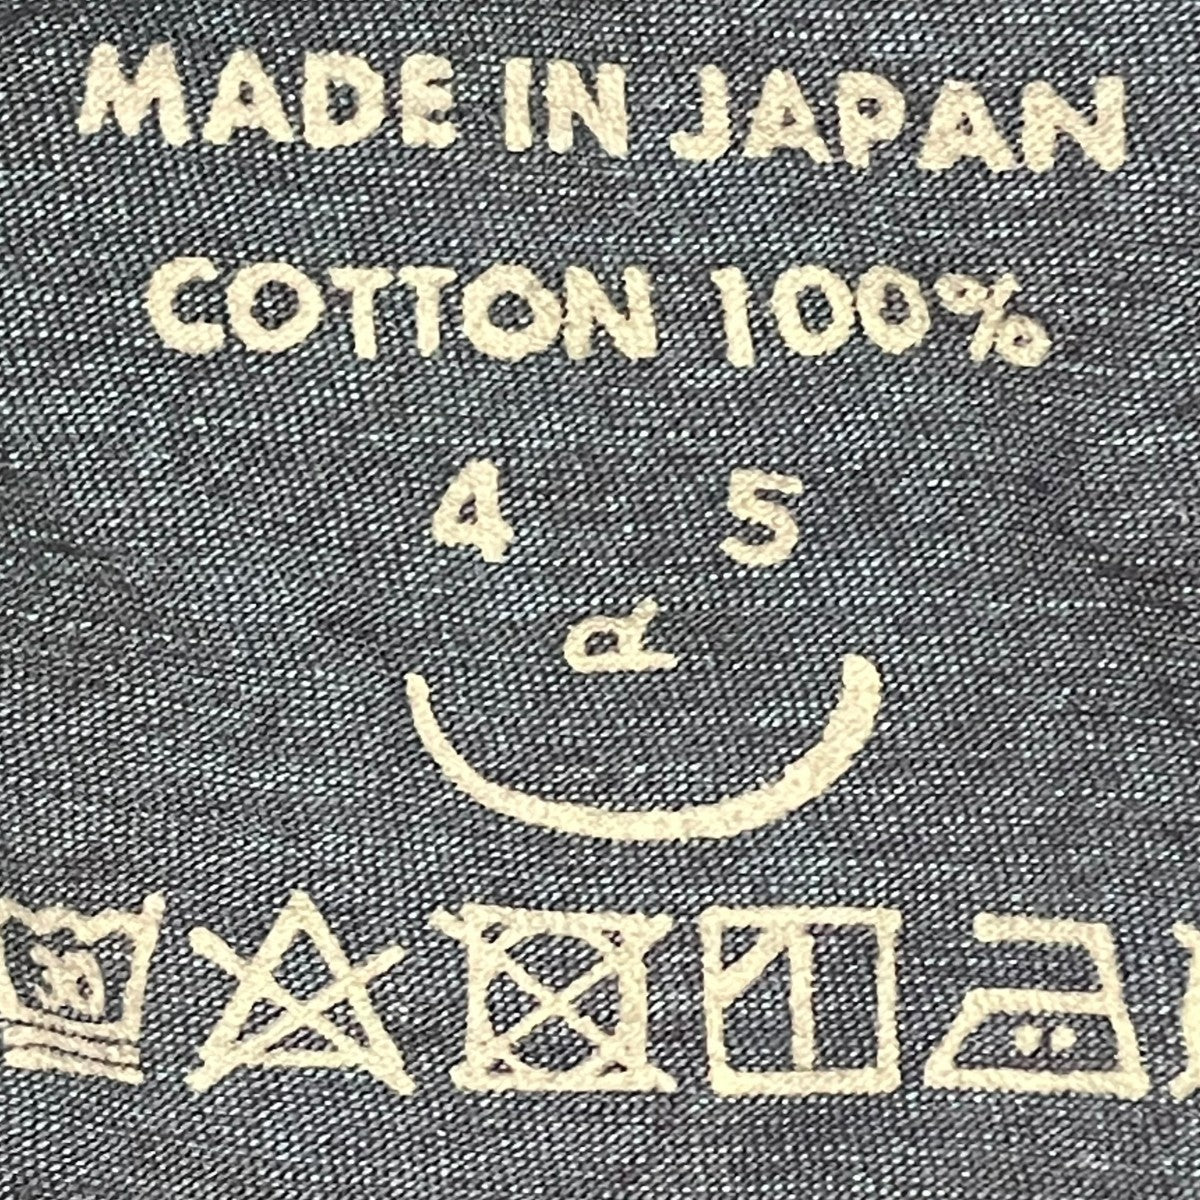 MADE IN JAPAN
COTTON 100%
4 5
a